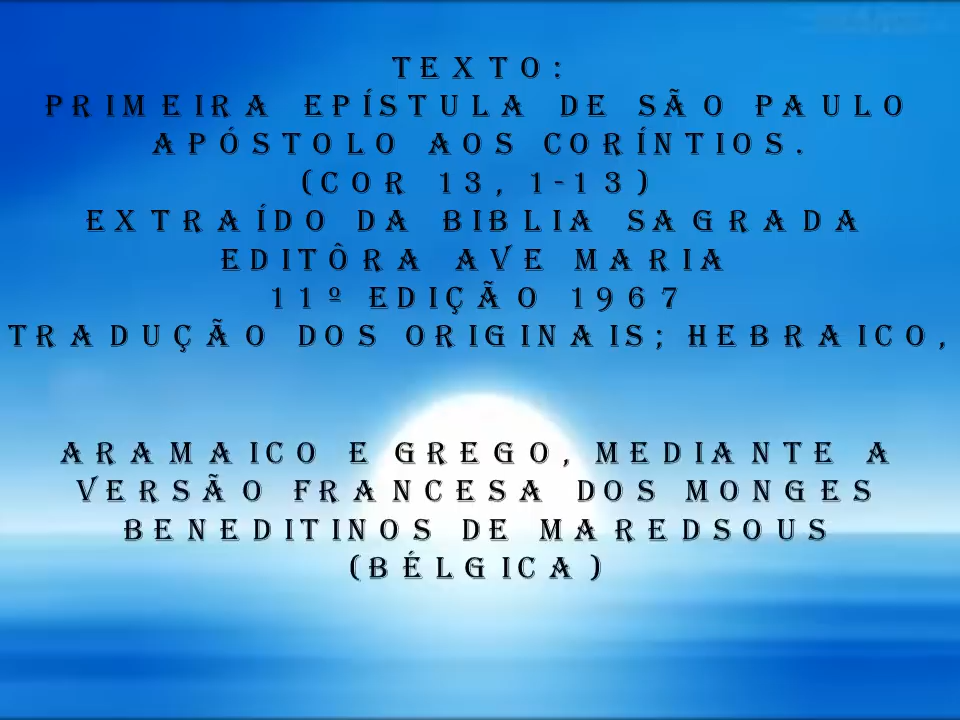 TEXTO:
PRIMEIRA EPÍSTULA DE SÃO PAULO
APÓSTOLO AOS CORÍNTIOS.
(COR 13, 1-13)
EXTRAÍDO DA BIBLIA SAGRADA
EDITÔRA AVE MARIA
11º EDIÇÃO 1967
TRADUÇÃO DOS ORIGINAIS; HEBRAICO,
ARAMAICO E GREGO, MEDIANTE A
VERSÃO FRANCESA DOS MONGES
BENEDITINOS DE MAREDSOUS
(BÉLGICA)